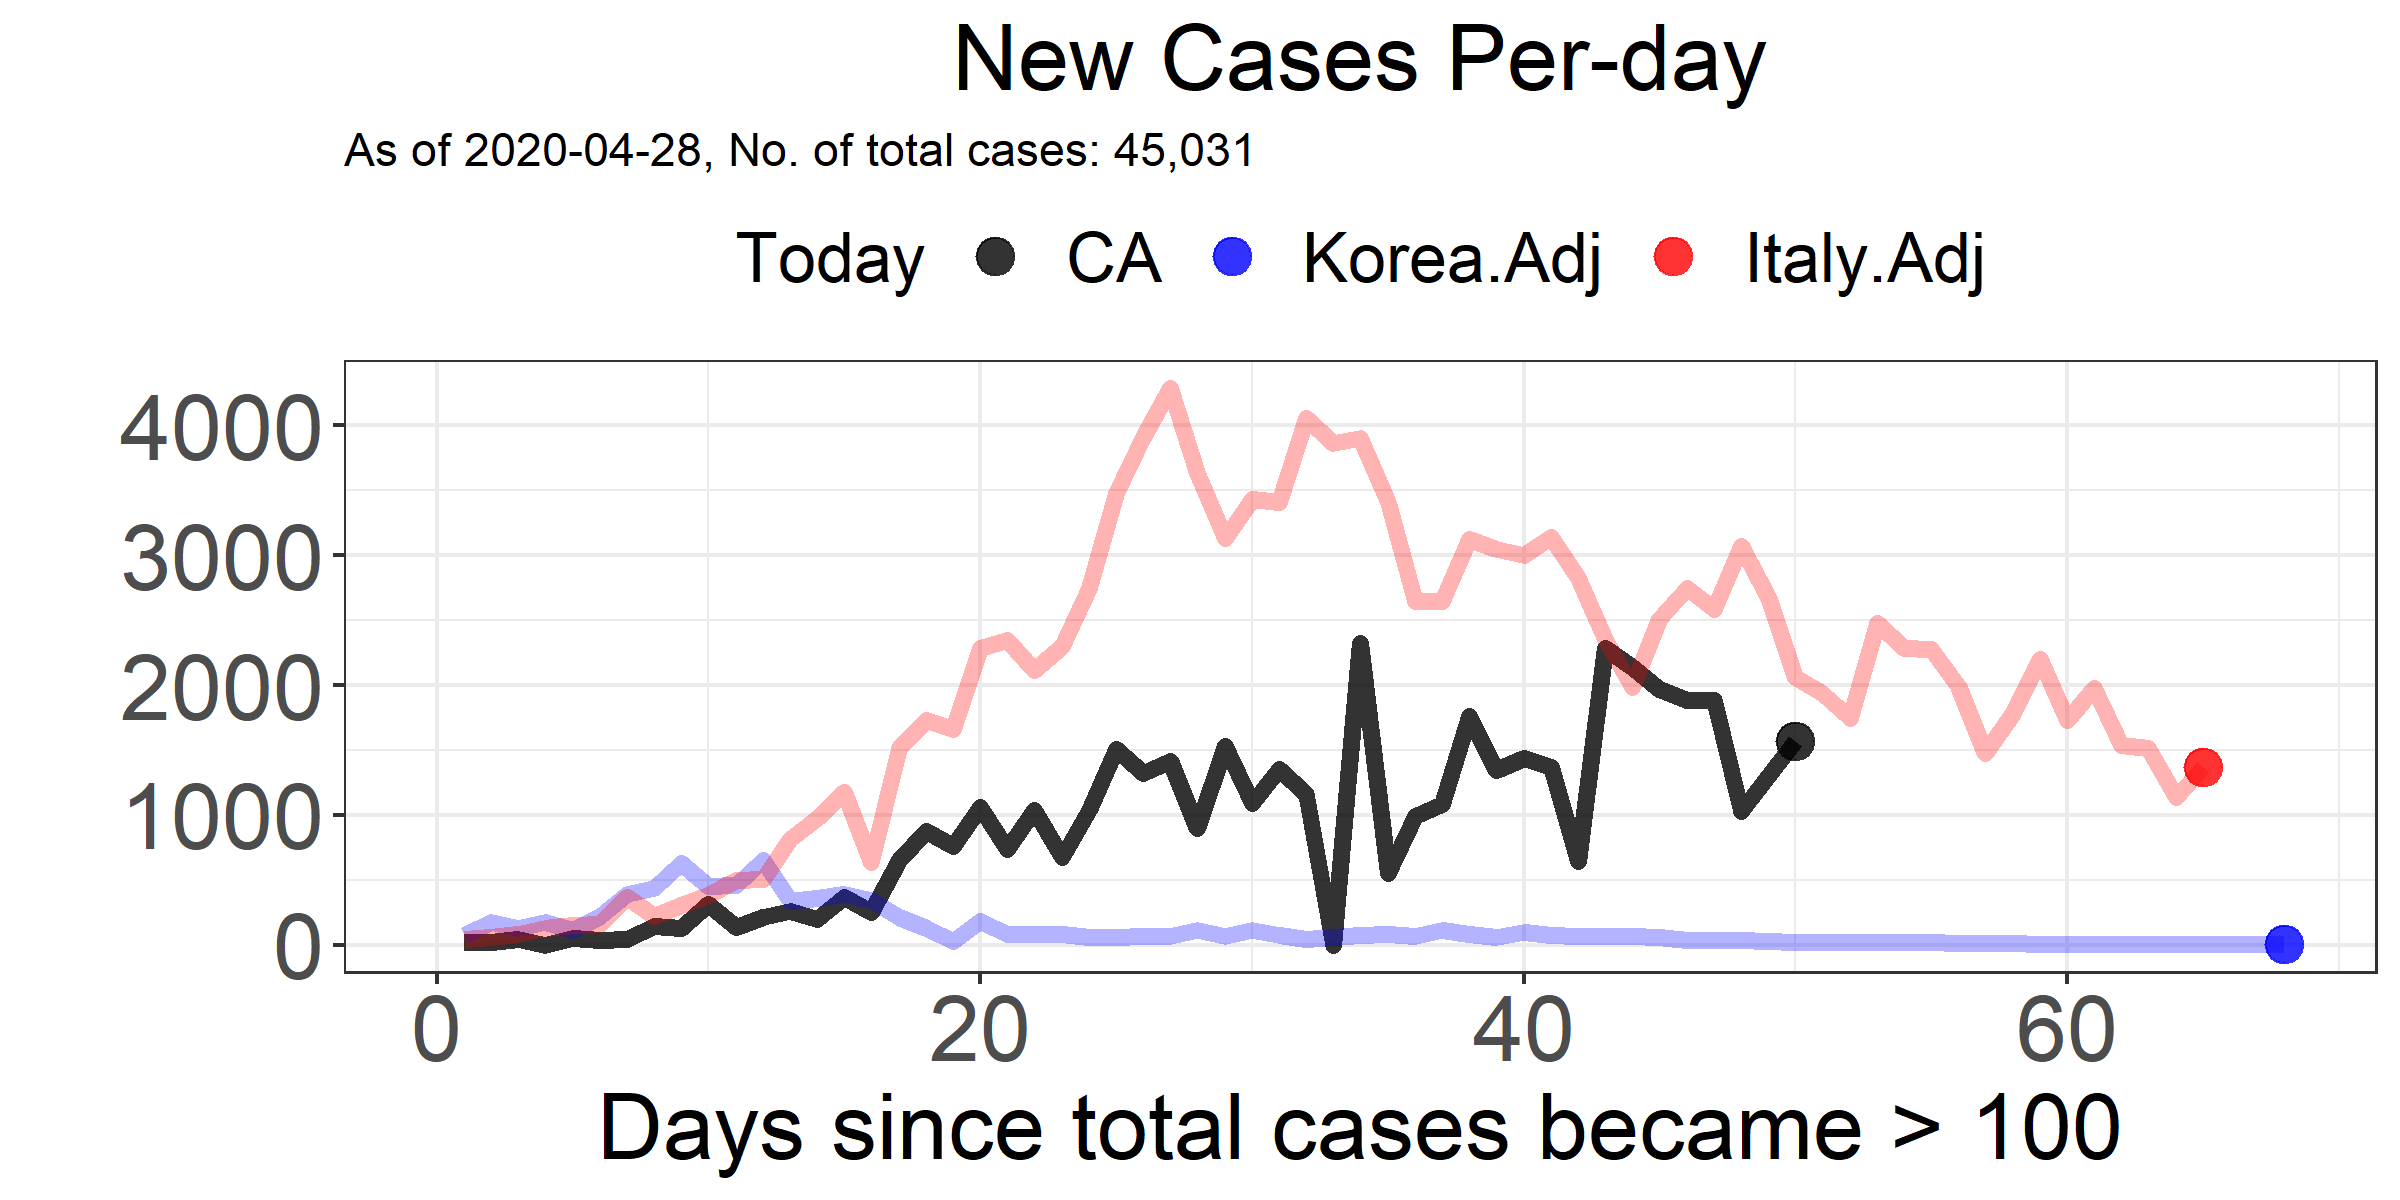 New Cases Per-day
As of 2020-04-28, No. of total cases: 45,031
Today CA Korea.Adj Italy.Adj
4000
3000
2000
1000
0
0 20 40 60
Days since total cases became > 100